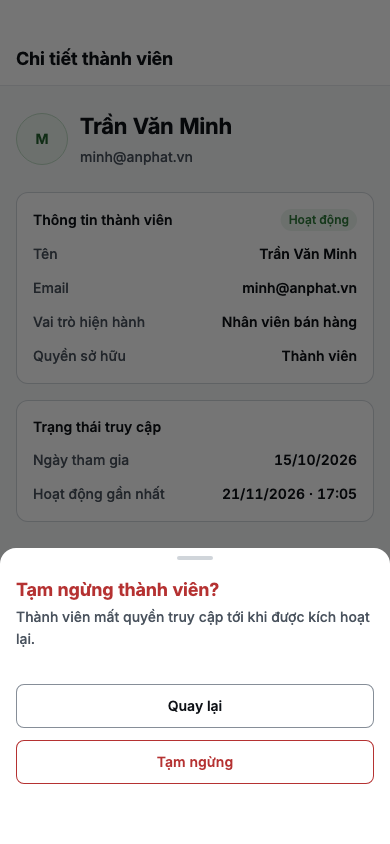 Chi tiết thành viên
M
Trần Văn Minh
minh@anphat.vn
Thông tin thành viên
Hoạt động
Tên
Trần Văn Minh
Email
minh@anphat.vn
Vai trò hiện hành
Nhân viên bán hàng
Quyền sở hữu
Thành viên
Trạng thái truy cập
Ngày tham gia
15/10/2026
Hoạt động gần nhất
21/11/2026 · 17:05
Tạm ngừng thành viên?
Thành viên mất quyền truy cập tới khi được kích hoạt
lại.
Quay lại
Tạm ngừng